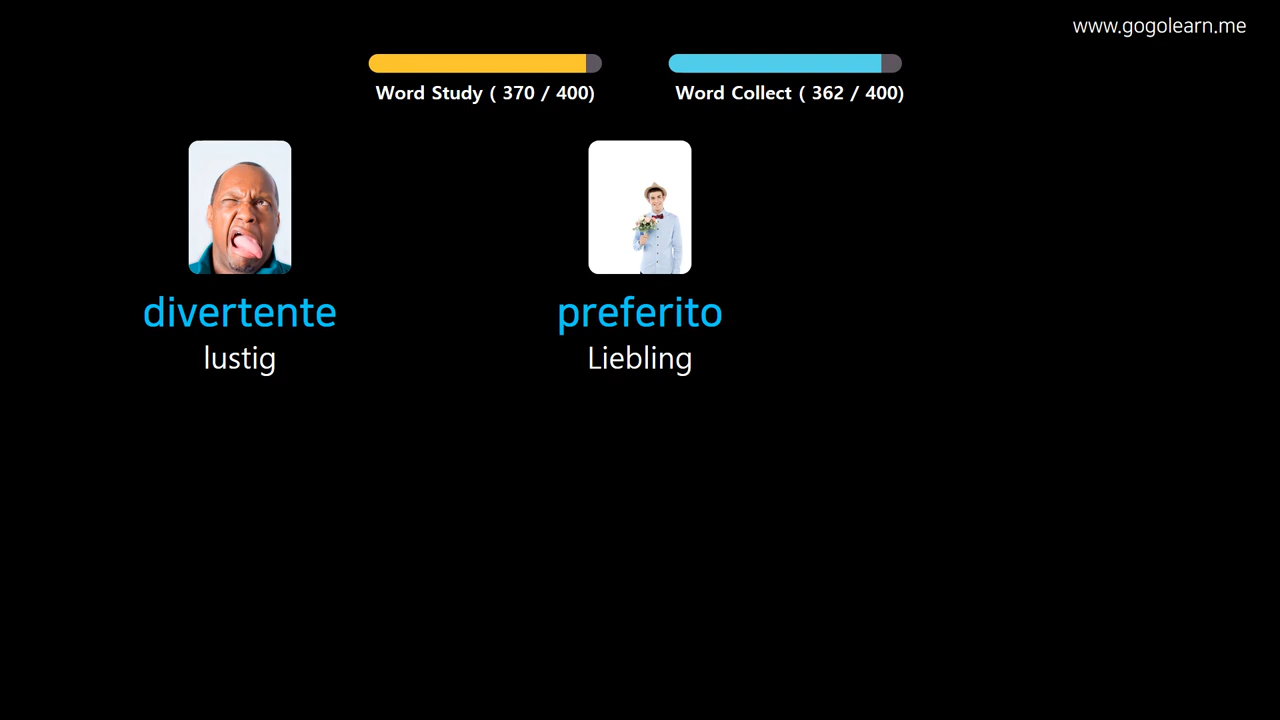 www.gogolearn.me
Word Study ( 370 / 400)
Word Collect ( 362 / 400)
divertente
lustig
preferito
Liebling